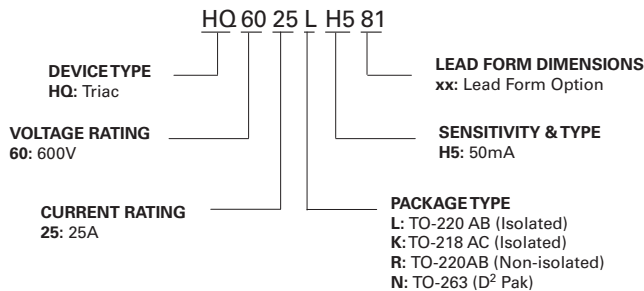 HQ 60 25 L H5 81
DEVICE TYPE
HQ: Triac
VOLTAGE RATING
60: 600V
CURRENT RATING
25: 25A
LEAD FORM DIMENSIONS
xx: Lead Form Option
SENSITIVITY & TYPE
H5: 50mA
PACKAGE TYPE
L: TO-220 AB (Isolated)
K: TO-218 AC (Isolated)
R: TO-220AB (Non-isolated)
N: TO-263 (D² Pak)